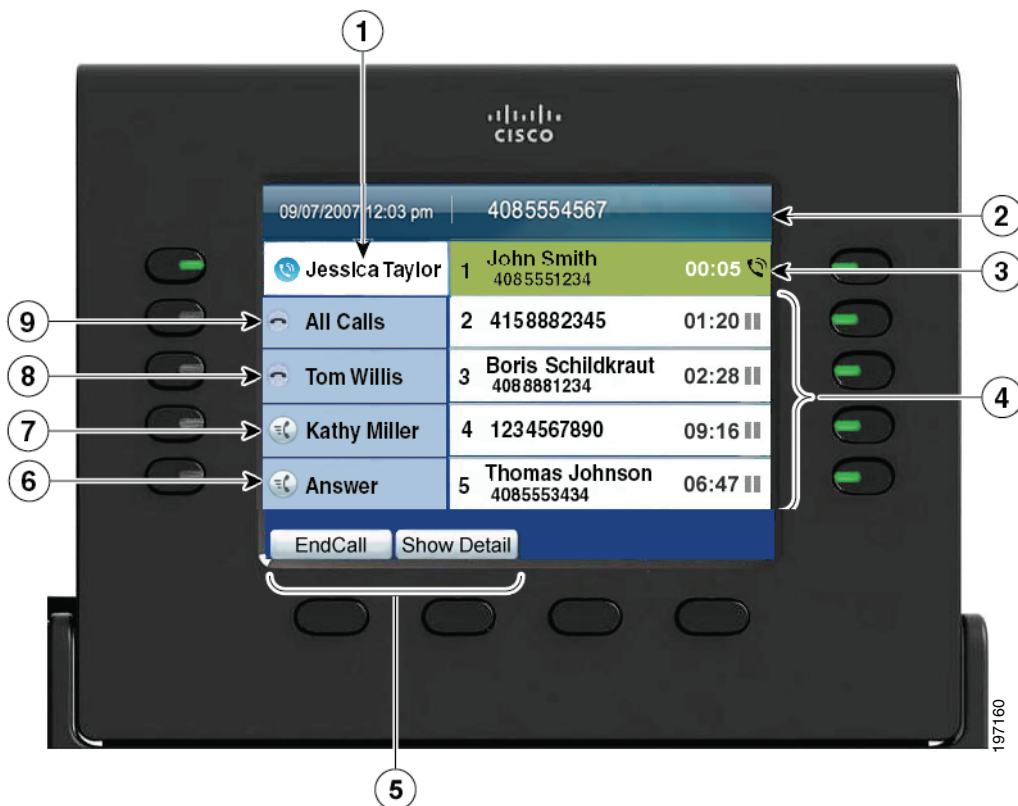 1
CISCO
09/07/2007 12:03 pm 4085554567
2
Jessica Taylor
1 John Smith 00:05
4085551234
3
9
All Calls
2 4158882345 01:20
8
Tom Willis
3 Boris Schildkraut 02:28
4088881234
4
7
Kathy Miller
4 1234567890 09:16
6
Answer
5 Thomas Johnson 06:47
4085553434
EndCall Show Detail
5
197160